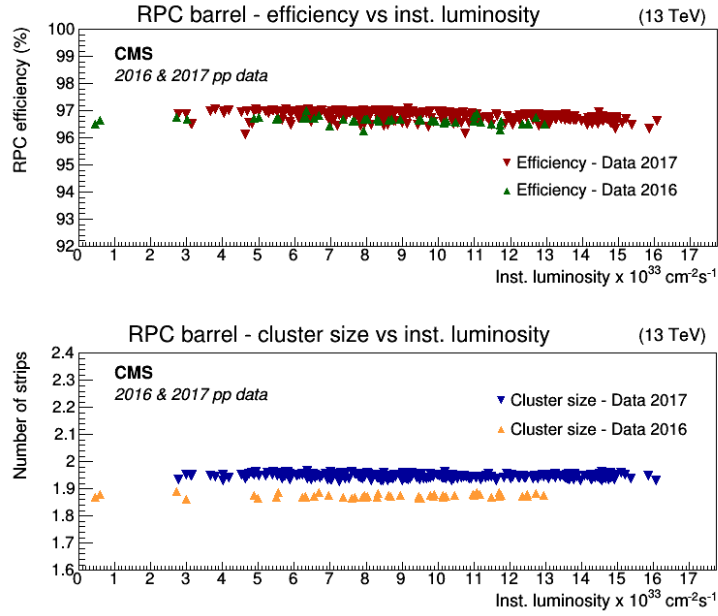 RPC barrel - efficiency vs inst. luminosity (13 TeV)
RPC efficiency (%)
100
99
98
97
96
95
94
93
92
CMS
2016 & 2017 pp data
Efficiency - Data 2017
Efficiency - Data 2016
0 1 2 3 4 5 6 7 8 9 10 11 12 13 14 15 16 17
Inst. luminosity x 10³³ cm⁻²s⁻¹
RPC barrel - cluster size vs inst. luminosity (13 TeV)
Number of strips
2.4
2.3
2.2
2.1
2
1.9
1.8
1.7
1.6
CMS
2016 & 2017 pp data
Cluster size - Data 2017
Cluster size - Data 2016
0 1 2 3 4 5 6 7 8 9 10 11 12 13 14 15 16 17
Inst. luminosity x 10³³ cm⁻²s⁻¹